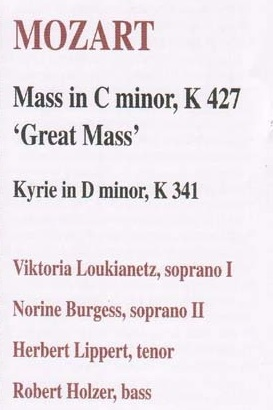 MOZART
Mass in C minor, K 427
‘Great Mass’
Kyrie in D minor, K 341
Viktoria Loukianetz, soprano I
Norine Burgess, soprano II
Herbert Lippert, tenor
Robert Holzer, bass